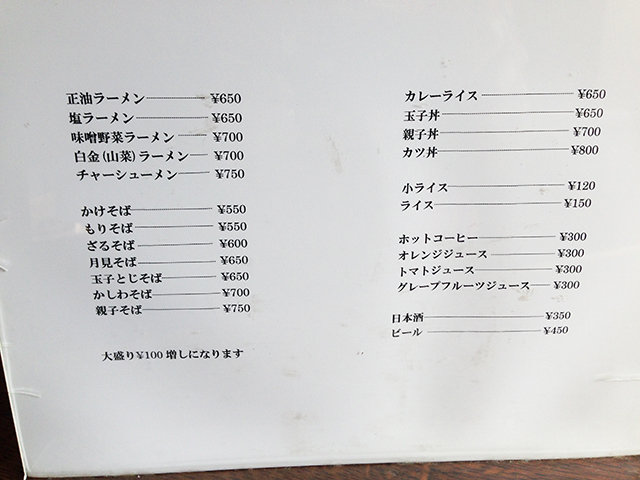 正油ラーメン ¥650
塩ラーメン ¥650
味噌野菜ラーメン ¥700
白金(山菜)ラーメン ¥700
チャーシューメン ¥750
かけそば ¥550
もりそば ¥550
ざるそば ¥600
月見そば ¥650
玉子とじそば ¥650
かしわそば ¥700
親子そば ¥750
大盛り¥100増しになります
カレーライス ¥650
玉子丼 ¥650
親子丼 ¥700
カツ丼 ¥800
小ライス ¥120
ライス ¥150
ホットコーヒー ¥300
オレンジジュース ¥300
トマトジュース ¥300
グレープフルーツジュース ¥300
日本酒 ¥350
ビール ¥450